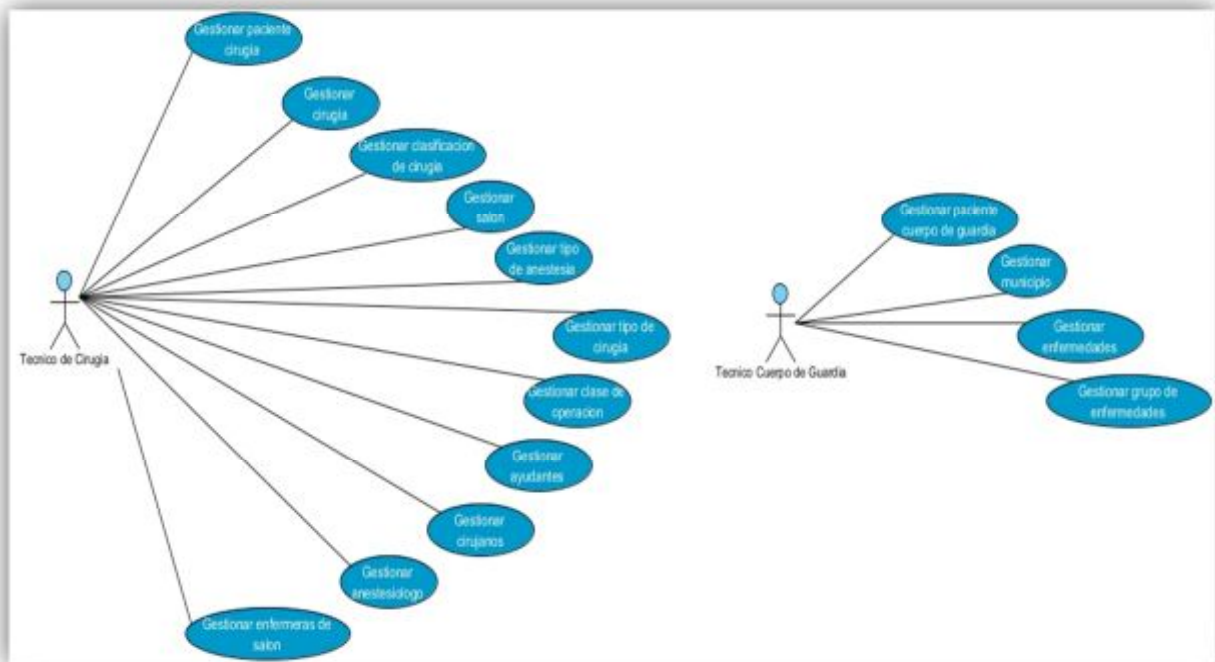 Gestionar paciente
cirugia
Gestionar
cirugia
Gestionar clasificacion
de cirugia
Gestionar
salon
Gestionar tipo
de anestesia
Gestionar tipo de
cirugia
Gestionar clase de
operacion
Gestionar
ayudantes
Gestionar
cirujanos
Gestionar
anestesiologo
Gestionar enfermeras de
salon
Tecnico de Cirugia
Gestionar paciente
cuerpo de guardia
Gestionar
municipio
Gestionar
enfermedades
Gestionar grupo de
enfermedades
Tecnico Cuerpo de Guardia